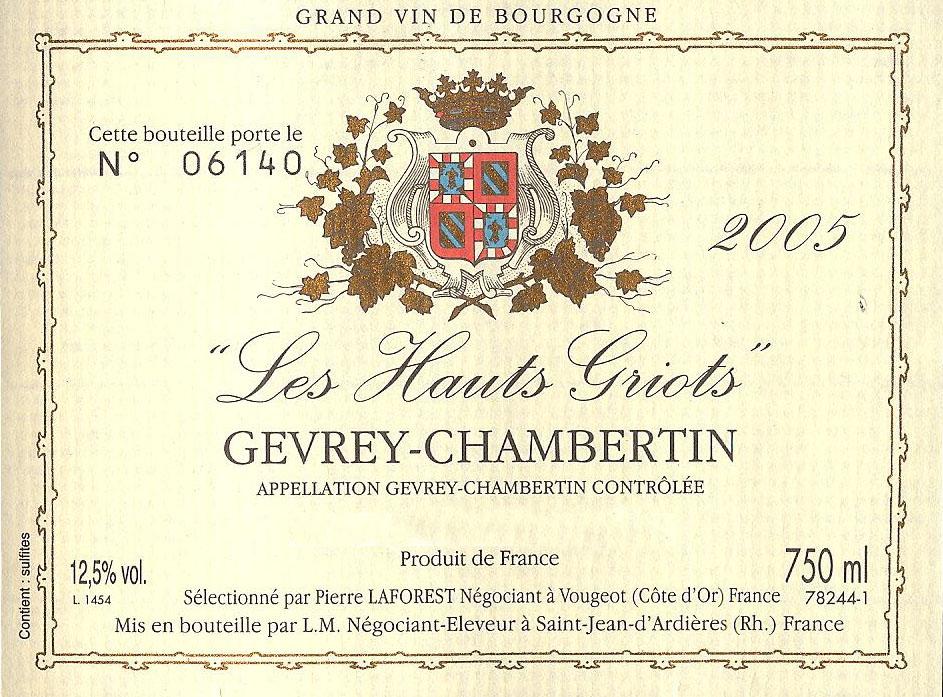 GRAND VIN DE BOURGOGNE
Cette bouteille porte le
N° 06140
2005
"Les Hauts Griots"
GEVREY-CHAMBERTIN
APPELLATION GEVREY-CHAMBERTIN CONTRÔLÉE
Produit de France
12,5% vol.
750 ml
L. 1454
Sélectionné par Pierre LAFOREST Négociant à Vougeot (Côte d'Or) France
78244-1
Mis en bouteille par L.M. Négociant-Eleveur à Saint-Jean-d'Ardières (Rh.) France
Contient : sulfites